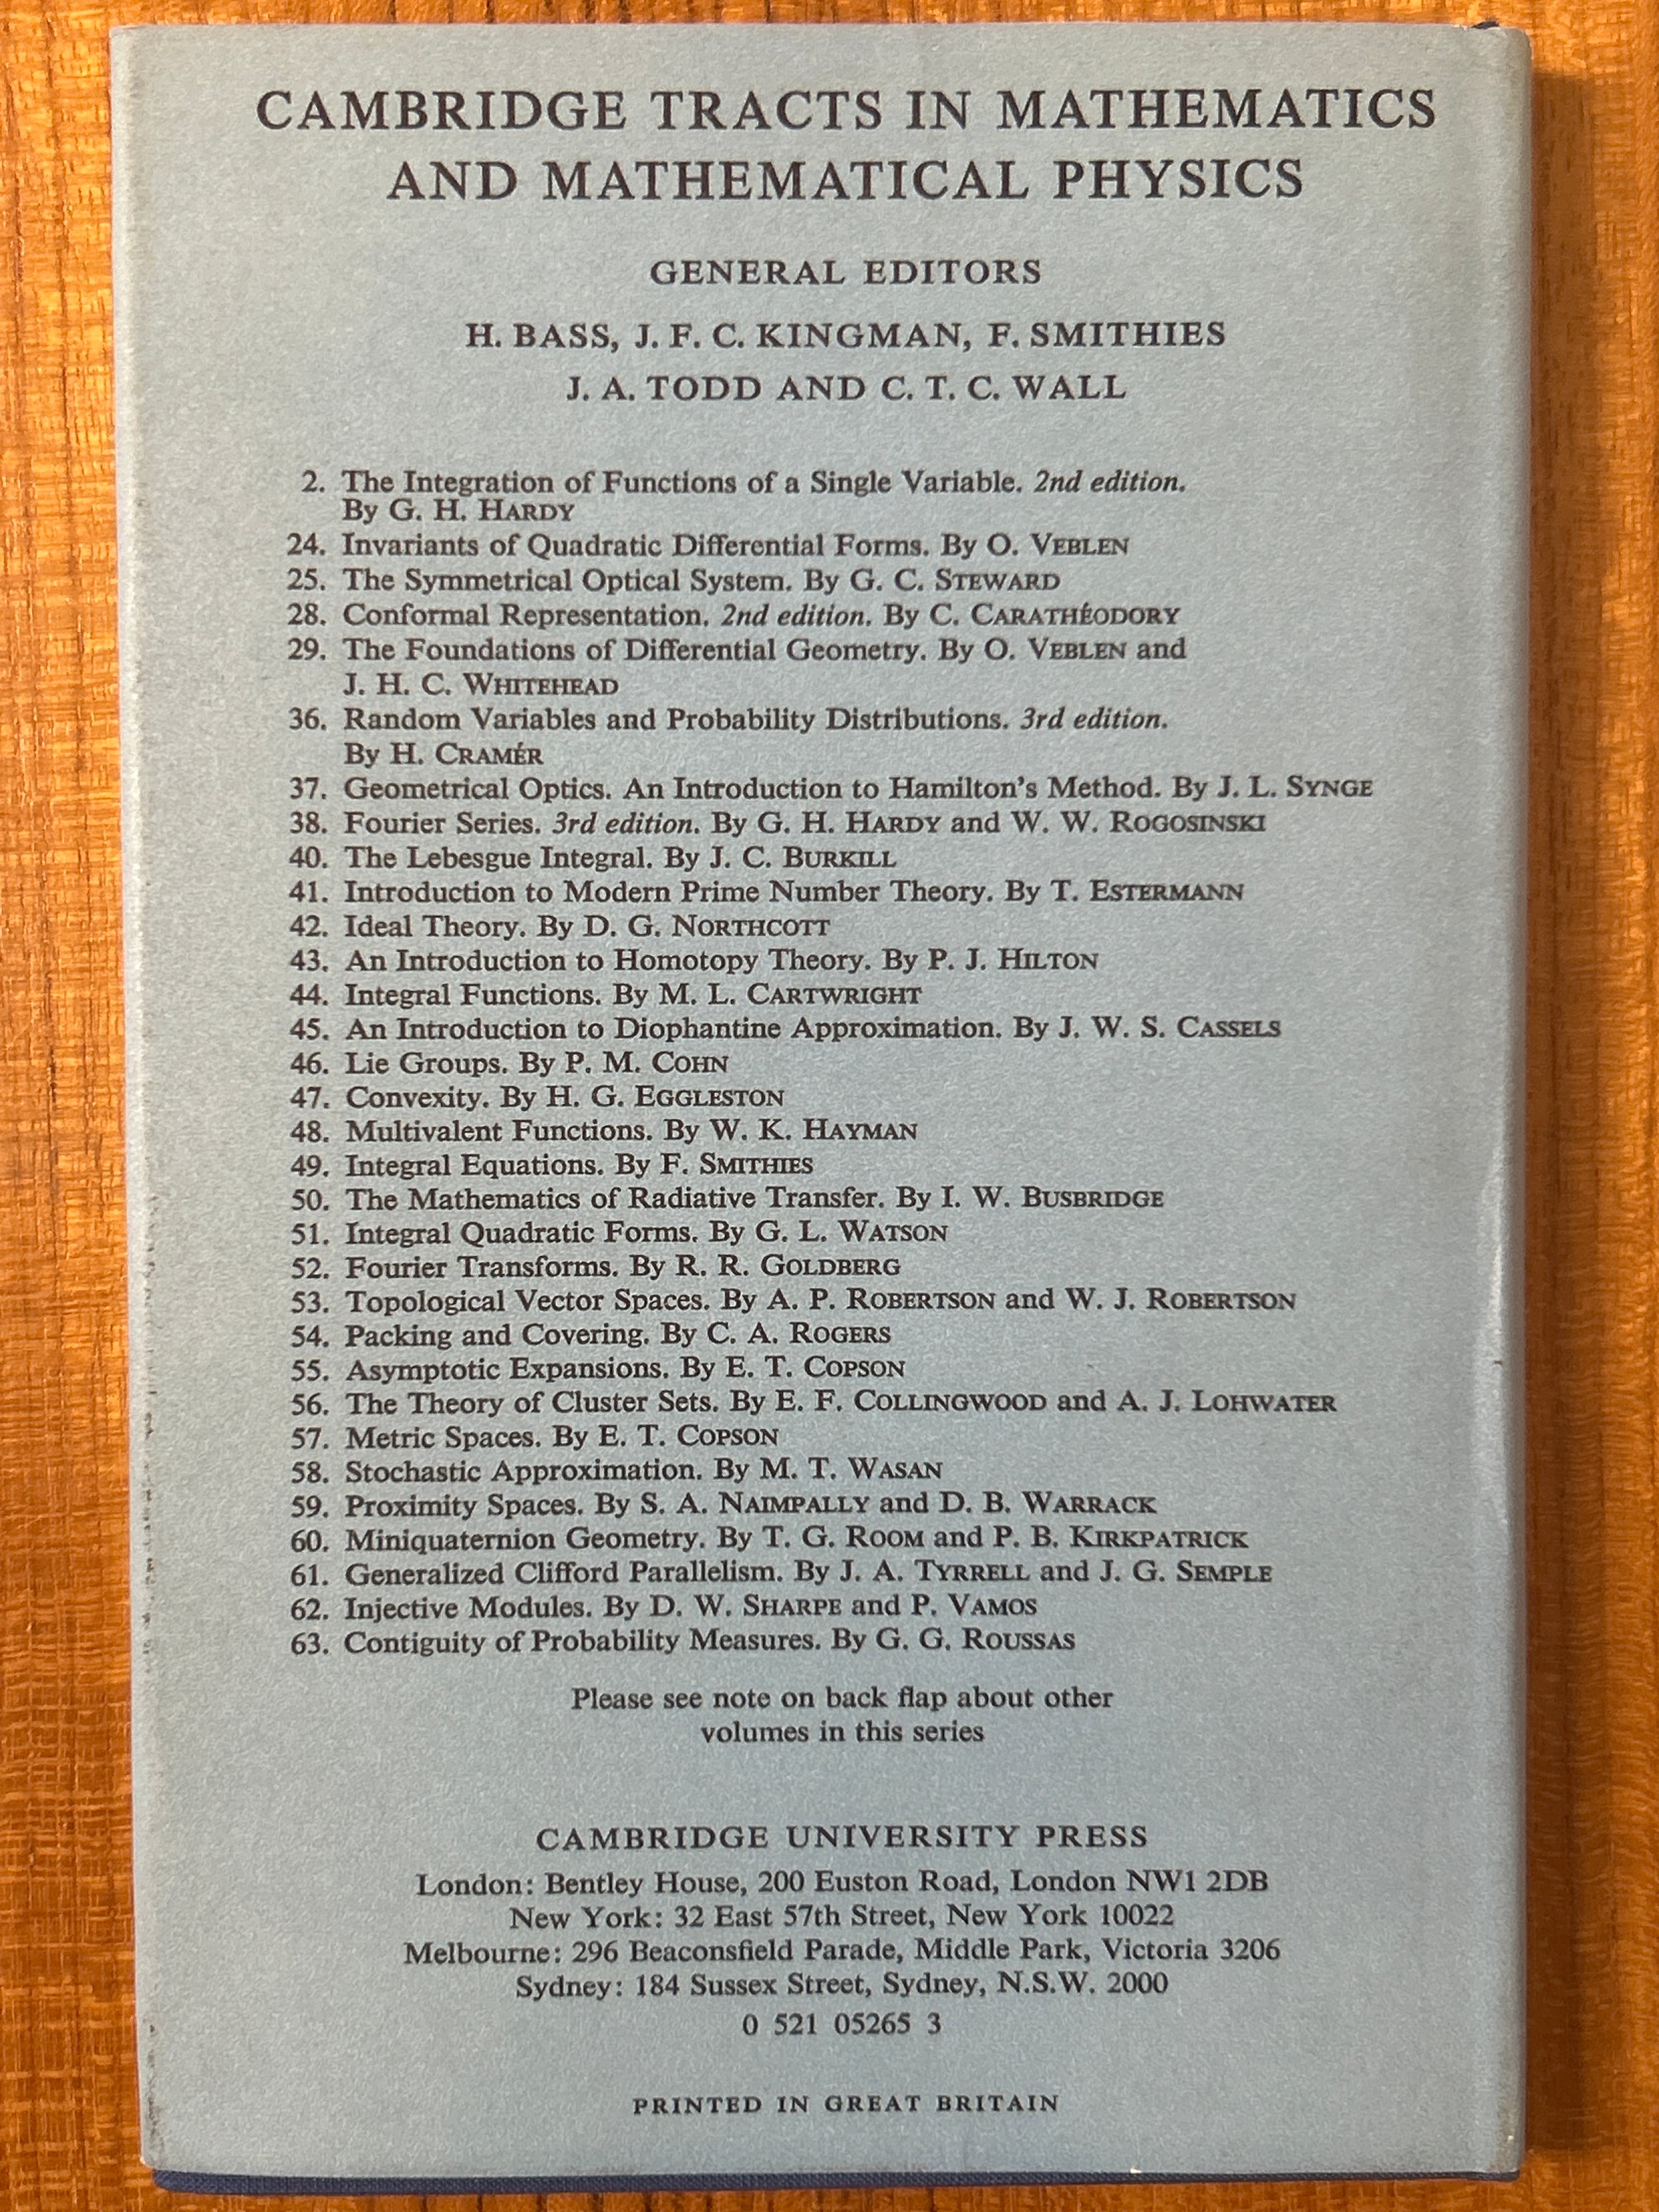 CAMBRIDGE TRACTS IN MATHEMATICS
AND MATHEMATICAL PHYSICS
GENERAL EDITORS
H. BASS, J. F. C. KINGMAN, F. SMITHIES
J. A. TODD AND C. T. C. WALL
2. The Integration of Functions of a Single Variable. 2nd edition.
By G. H. HARDY
24. Invariants of Quadratic Differential Forms. By O. VEBLEN
25. The Symmetrical Optical System. By G. C. STEWARD
28. Conformal Representation. 2nd edition. By C. CARATHÉODORY
29. The Foundations of Differential Geometry. By O. VEBLEN and
J. H. C. WHITEHEAD
36. Random Variables and Probability Distributions. 3rd edition.
By H. CRAMÉR
37. Geometrical Optics. An Introduction to Hamilton's Method. By J. L. SYNGE
38. Fourier Series. 3rd edition. By G. H. HARDY and W. W. ROGOSINSKI
40. The Lebesgue Integral. By J. C. BURKILL
41. Introduction to Modern Prime Number Theory. By T. ESTERMANN
42. Ideal Theory. By D. G. NORTHCOTT
43. An Introduction to Homotopy Theory. By P. J. HILTON
44. Integral Functions. By M. L. CARTWRIGHT
45. An Introduction to Diophantine Approximation. By J. W. S. CASSELS
46. Lie Groups. By P. M. COHN
47. Convexity. By H. G. EGGLESTON
48. Multivalent Functions. By W. K. HAYMAN
49. Integral Equations. By F. SMITHIES
50. The Mathematics of Radiative Transfer. By I. W. BUSBRIDGE
51. Integral Quadratic Forms. By G. L. WATSON
52. Fourier Transforms. By R. R. GOLDBERG
53. Topological Vector Spaces. By A. P. ROBERTSON and W. J. ROBERTSON
54. Packing and Covering. By C. A. ROGERS
55. Asymptotic Expansions. By E. T. COPSON
56. The Theory of Cluster Sets. By E. F. COLLINGWOOD and A. J. LOHWATER
57. Metric Spaces. By E. T. COPSON
58. Stochastic Approximation. By M. T. WASAN
59. Proximity Spaces. By S. A. NAIMPALLY and D. B. WARRACK
60. Miniquaternion Geometry. By T. G. ROOM and P. B. KIRKPATRICK
61. Generalized Clifford Parallelism. By J. A. TYRRELL and J. G. SEMPLE
62. Injective Modules. By D. W. SHARPE and P. VAMOS
63. Contiguity of Probability Measures. By G. G. ROUSSAS
Please see note on back flap about other
volumes in this series
CAMBRIDGE UNIVERSITY PRESS
London: Bentley House, 200 Euston Road, London NW1 2DB
New York: 32 East 57th Street, New York 10022
Melbourne: 296 Beaconsfield Parade, Middle Park, Victoria 3206
Sydney: 184 Sussex Street, Sydney, N.S.W. 2000
0 521 05265 3
PRINTED IN GREAT BRITAIN